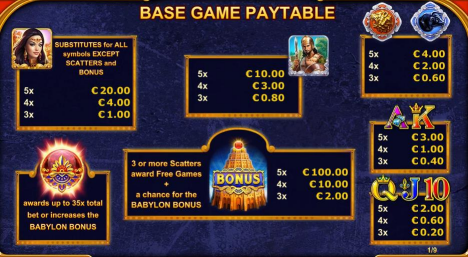 BASE GAME PAYTABLE
SUBSTITUTES for ALL
symbols EXCEPT
SCATTERS and
BONUS
5x €20.00
4x €4.00
3x €1.00
5x €10.00
4x €3.00
3x €0.80
5x €4.00
4x €2.00
3x €0.60
A K
5x €3.00
4x €1.00
3x €0.40
awards up to 35x total
bet or increases the
BABYLON BONUS
3 or more Scatters
award Free Games
+
a chance for the
BABYLON BONUS
BONUS
5x €100.00
4x €10.00
3x €2.00
Q J 10
5x €2.00
4x €0.60
3x €0.20
1/9